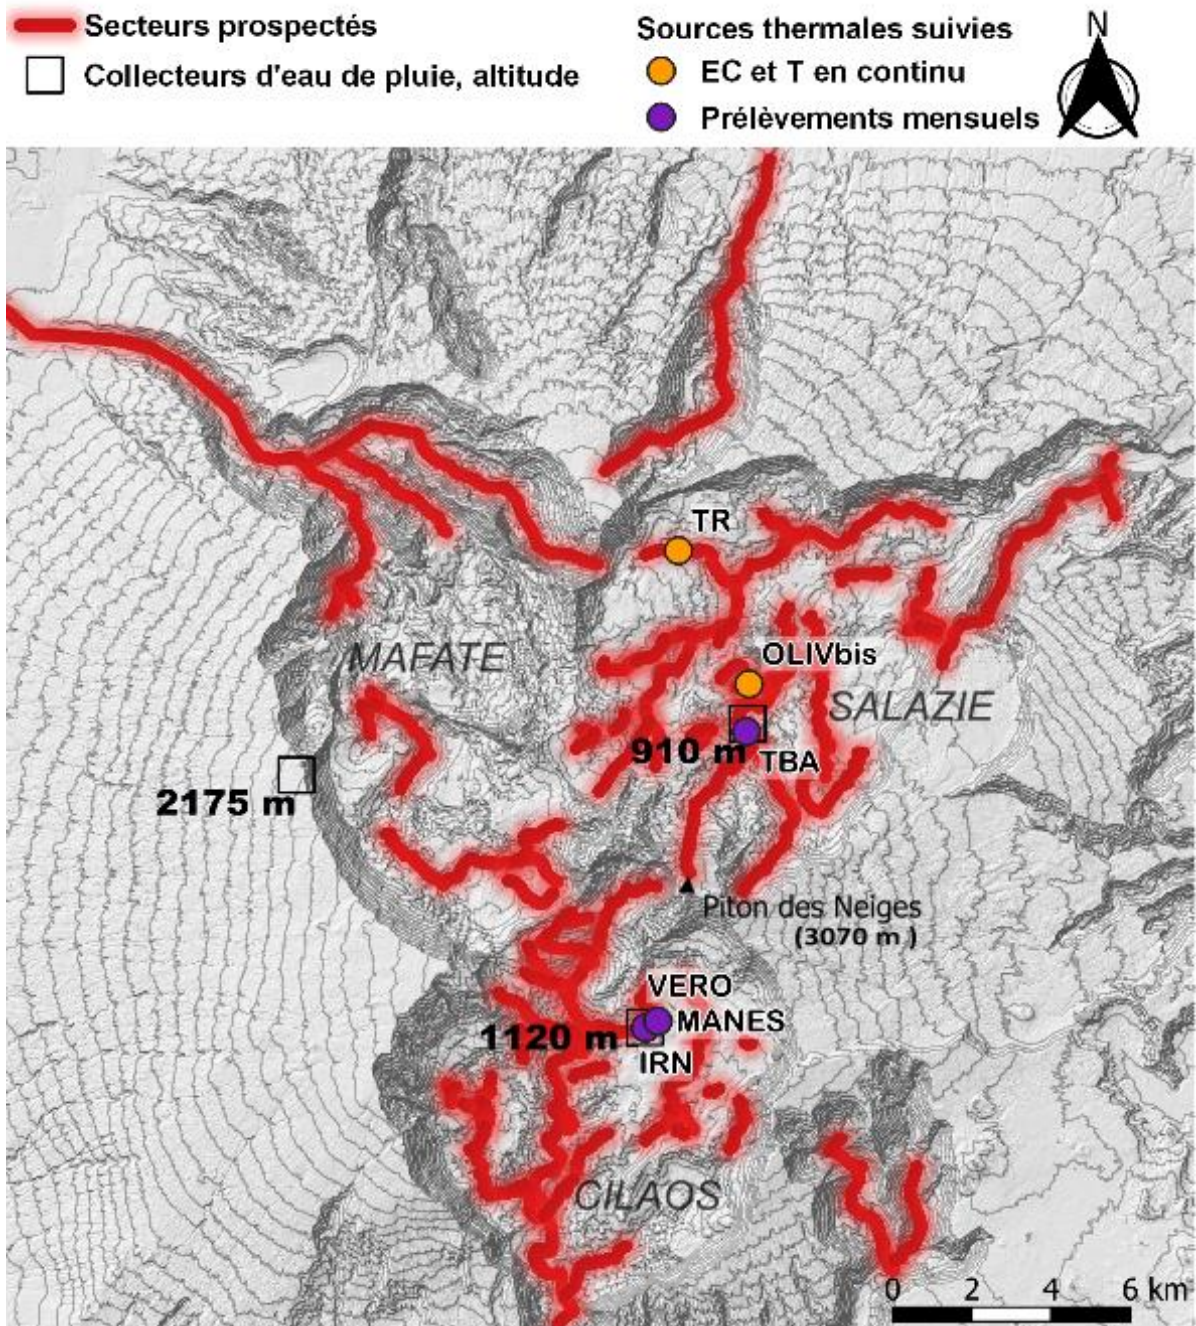 Secteurs prospectés
Collecteurs d'eau de pluie, altitude
Sources thermales suivies
EC et T en continu
Prélèvements mensuels
N
TR
MAFATE
OLIVbis
SALAZIE
910 m
TBA
2175 m
Piton des Neiges
(3070 m )
VERO
MANES
1120 m
IRN
CILAOS
0 2 4 6 km